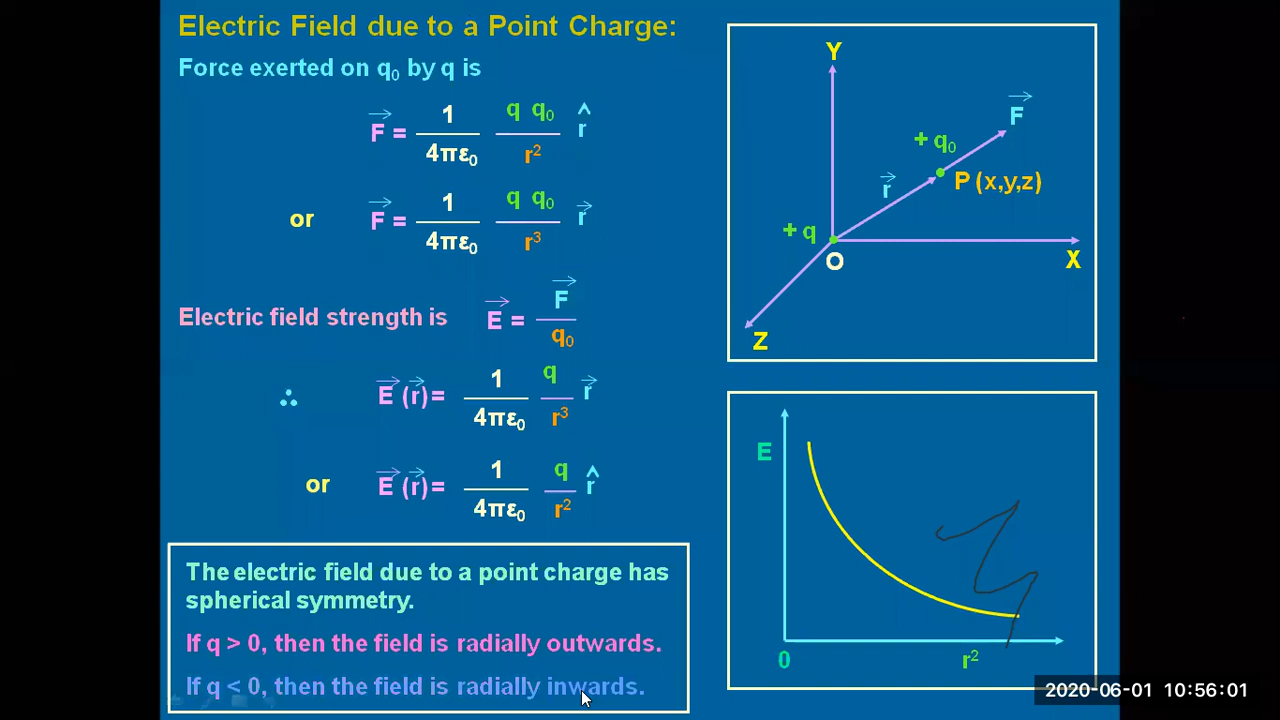 Electric Field due to a Point Charge:
Force exerted on q₀ by q is
F⃗ = 1/4πε₀ q q₀/r² r̂
or F⃗ = 1/4πε₀ q q₀/r³ r⃗
Electric field strength is E⃗ = F⃗/q₀
∴ E⃗ (r⃗) = 1/4πε₀ q/r³ r⃗
or E⃗ (r⃗) = 1/4πε₀ q/r² r̂
The electric field due to a point charge has
spherical symmetry.
If q > 0, then the field is radially outwards.
If q < 0, then the field is radially inwards.
Y
F⃗
+ q₀
r⃗
P (x,y,z)
+ q
O
X
Z
E
0
r²
2020-06-01 10:56:01